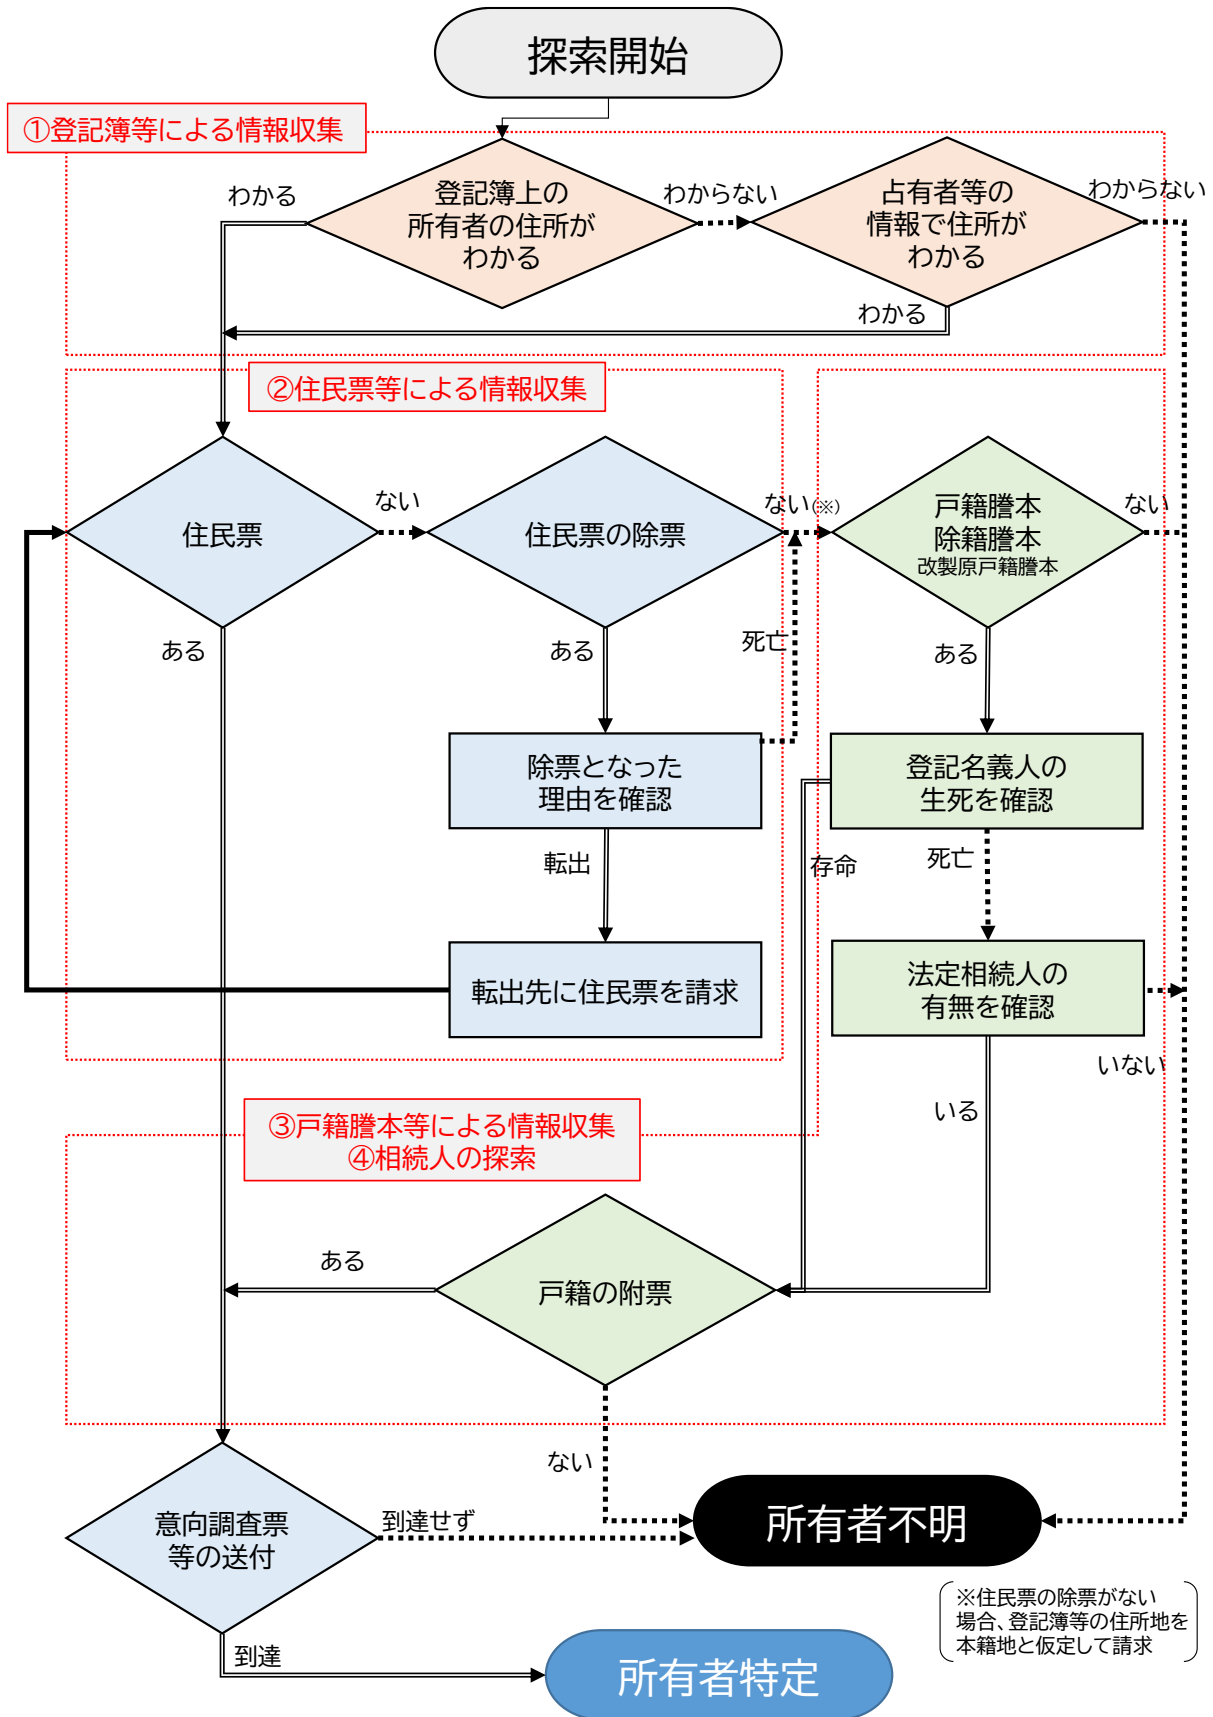 探索開始
①登記簿等による情報収集
わかる
登記簿上の
所有者の住所が
わかる
わからない
占有者等の
情報で住所が
わかる
わからない
わかる
②住民票等による情報収集
住民票
ない
住民票の除票
ない(※)
戸籍謄本
除籍謄本
改製原戸籍謄本
ない
ある
ある
死亡
ある
除票となった
理由を確認
登記名義人の
生死を確認
転出
存命
死亡
転出先に住民票を請求
法定相続人の
有無を確認
いない
いる
③戸籍謄本等による情報収集
④相続人の探索
ある
戸籍の附票
ない
意向調査票
等の送付
到達せず
所有者不明
※住民票の除票がない
場合、登記簿等の住所地を
本籍地と仮定して請求
到達
所有者特定